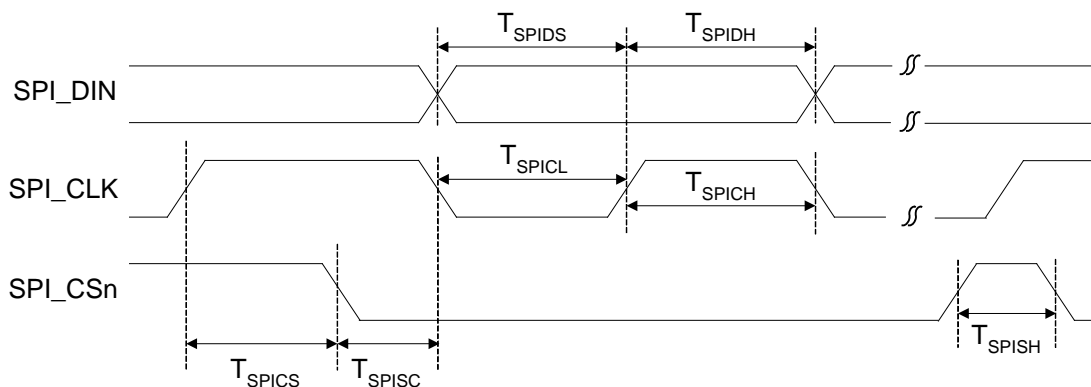 T_SPIDS T_SPIDH
SPI_DIN
T_SPICL
SPI_CLK
T_SPICH
SPI_CSn
T_SPICS T_SPISC T_SPISH